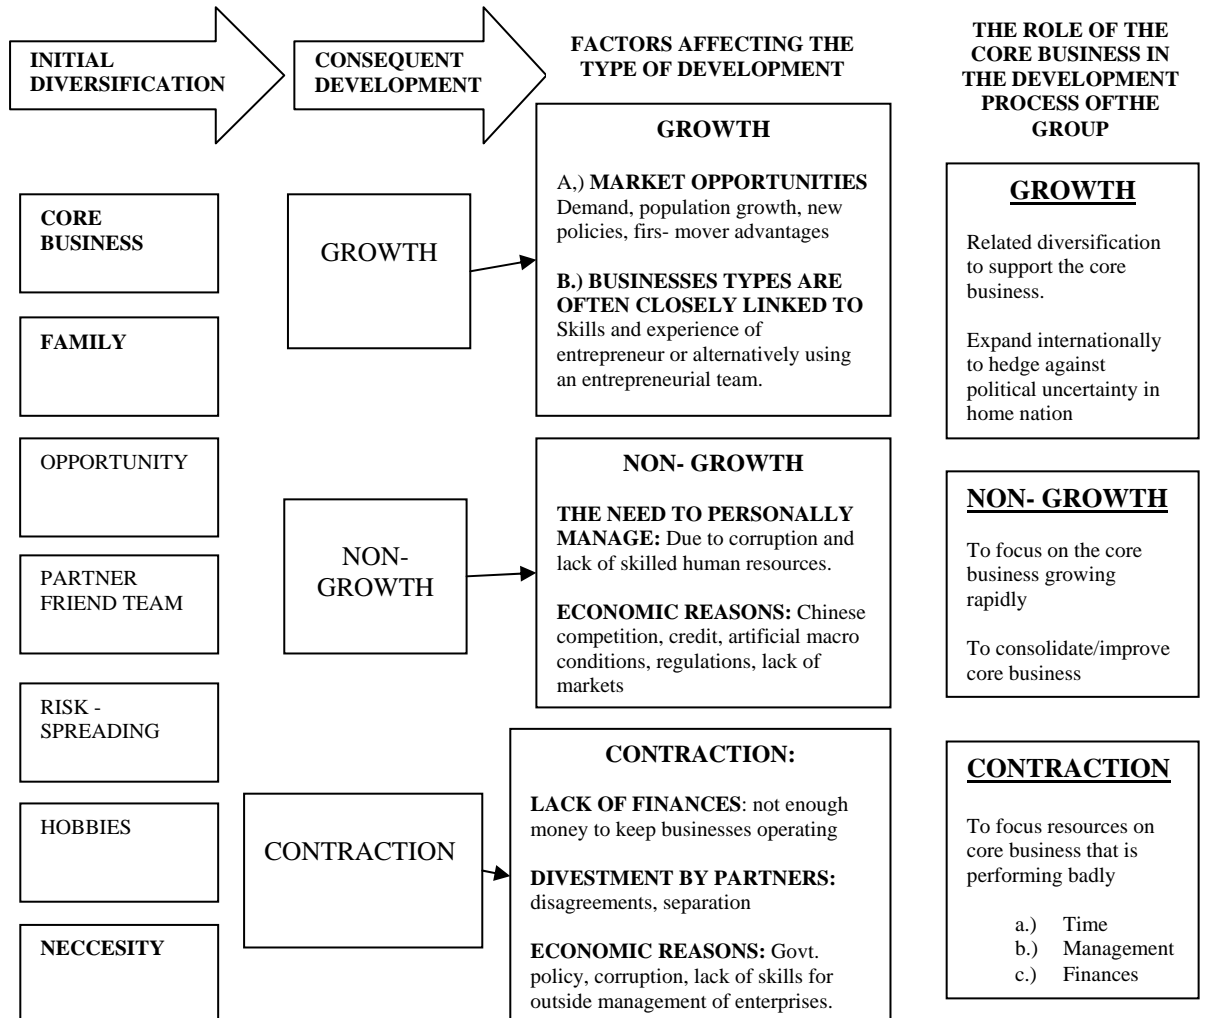 INITIAL
DIVERSIFICATION
CONSEQUENT
DEVELOPMENT
FACTORS AFFECTING THE
TYPE OF DEVELOPMENT
THE ROLE OF THE
CORE BUSINESS IN
THE DEVELOPMENT
PROCESS OFTHE
GROUP
CORE
BUSINESS
FAMILY
OPPORTUNITY
PARTNER
FRIEND TEAM
RISK -
SPREADING
HOBBIES
NECCESITY
GROWTH
NON-
GROWTH
CONTRACTION
GROWTH
A,) MARKET OPPORTUNITIES
Demand, population growth, new
policies, firs- mover advantages
B.) BUSINESSES TYPES ARE
OFTEN CLOSELY LINKED TO
Skills and experience of
entrepreneur or alternatively using
an entrepreneurial team.
NON- GROWTH
THE NEED TO PERSONALLY
MANAGE: Due to corruption and
lack of skilled human resources.
ECONOMIC REASONS: Chinese
competition, credit, artificial macro
conditions, regulations, lack of
markets
CONTRACTION:
LACK OF FINANCES: not enough
money to keep businesses operating
DIVESTMENT BY PARTNERS:
disagreements, separation
ECONOMIC REASONS: Govt.
policy, corruption, lack of skills for
outside management of enterprises.
GROWTH
Related diversification
to support the core
business.
Expand internationally
to hedge against
political uncertainty in
home nation
NON- GROWTH
To focus on the core
business growing
rapidly
To consolidate/improve
core business
CONTRACTION
To focus resources on
core business that is
performing badly
a.) Time
b.) Management
c.) Finances